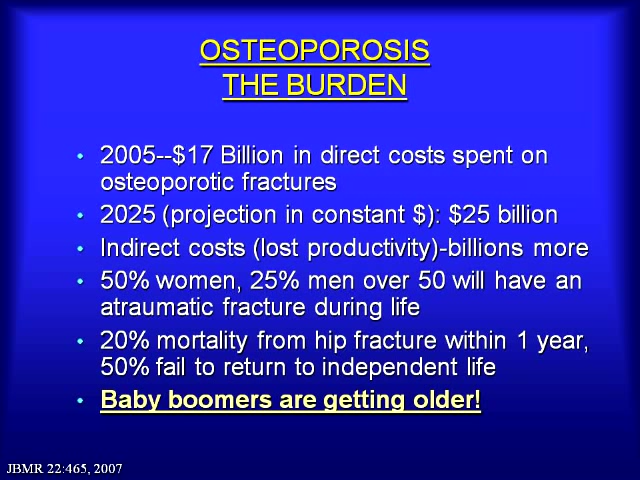 OSTEOPOROSIS
THE BURDEN
• 2005--$17 Billion in direct costs spent on
osteoporotic fractures
• 2025 (projection in constant $): $25 billion
• Indirect costs (lost productivity)-billions more
• 50% women, 25% men over 50 will have an
atraumatic fracture during life
• 20% mortality from hip fracture within 1 year,
50% fail to return to independent life
• Baby boomers are getting older!
JBMR 22:465, 2007